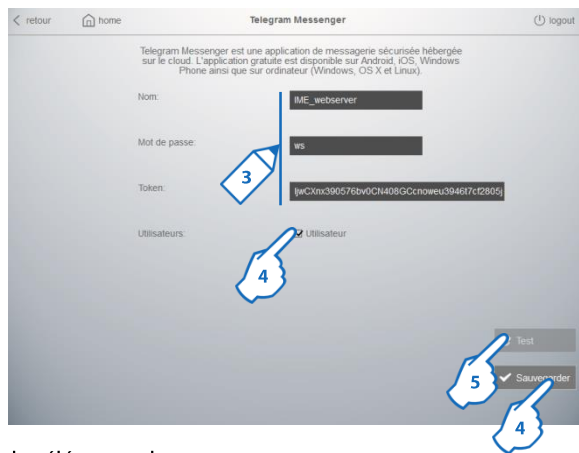 retour
home
Telegram Messenger
logout
Telegram Messenger est une application de messagerie sécurisée hébergée
sur le cloud. L'application gratuite est disponible sur Android, iOS, Windows
Phone ainsi que sur ordinateur (Windows, OS X et Linux).
Nom:
IME_webserver
Mot de passe:
ws
3
Token:
Utilisateurs:
Utilisateur
4
Test
5
Sauvegarder
4